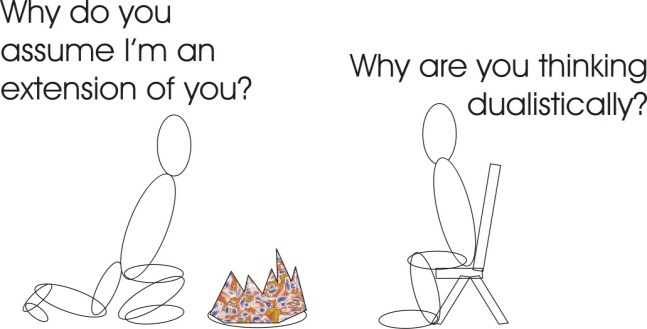 Why do you
assume I'm an
extension of you?
Why are you thinking
dualistically?